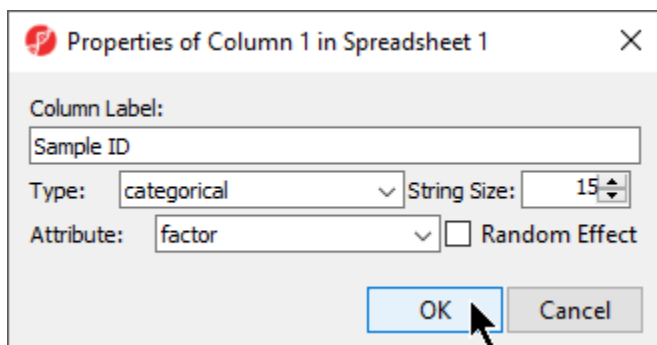 Properties of Column 1 in Spreadsheet 1
Column Label:
Sample ID
Type: categorical String Size: 15
Attribute: factor Random Effect
OK Cancel